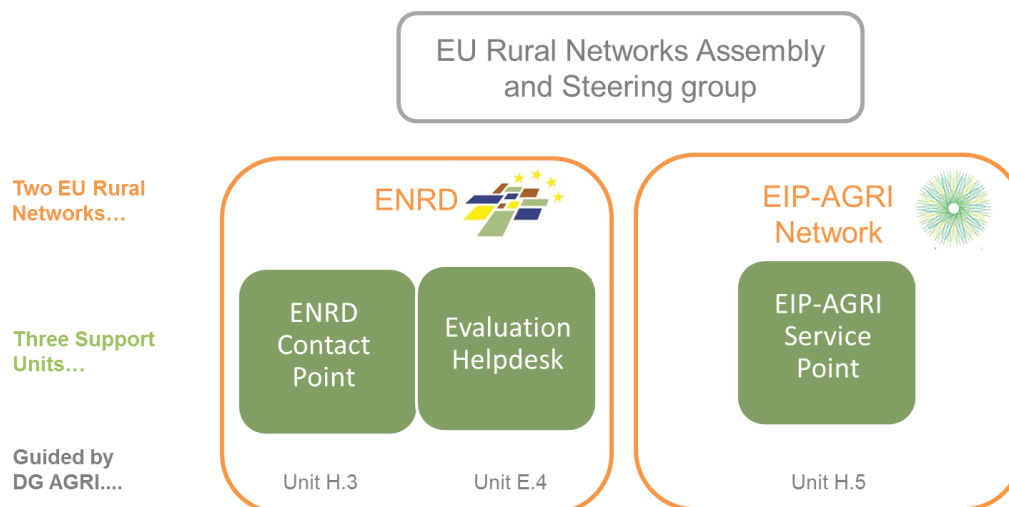 EU Rural Networks Assembly
and Steering group
Two EU Rural
Networks…
ENRD
EIP-AGRI
Network
Three Support
Units…
ENRD
Contact
Point
Evaluation
Helpdesk
EIP-AGRI
Service
Point
Guided by
DG AGRI....
Unit H.3
Unit E.4
Unit H.5